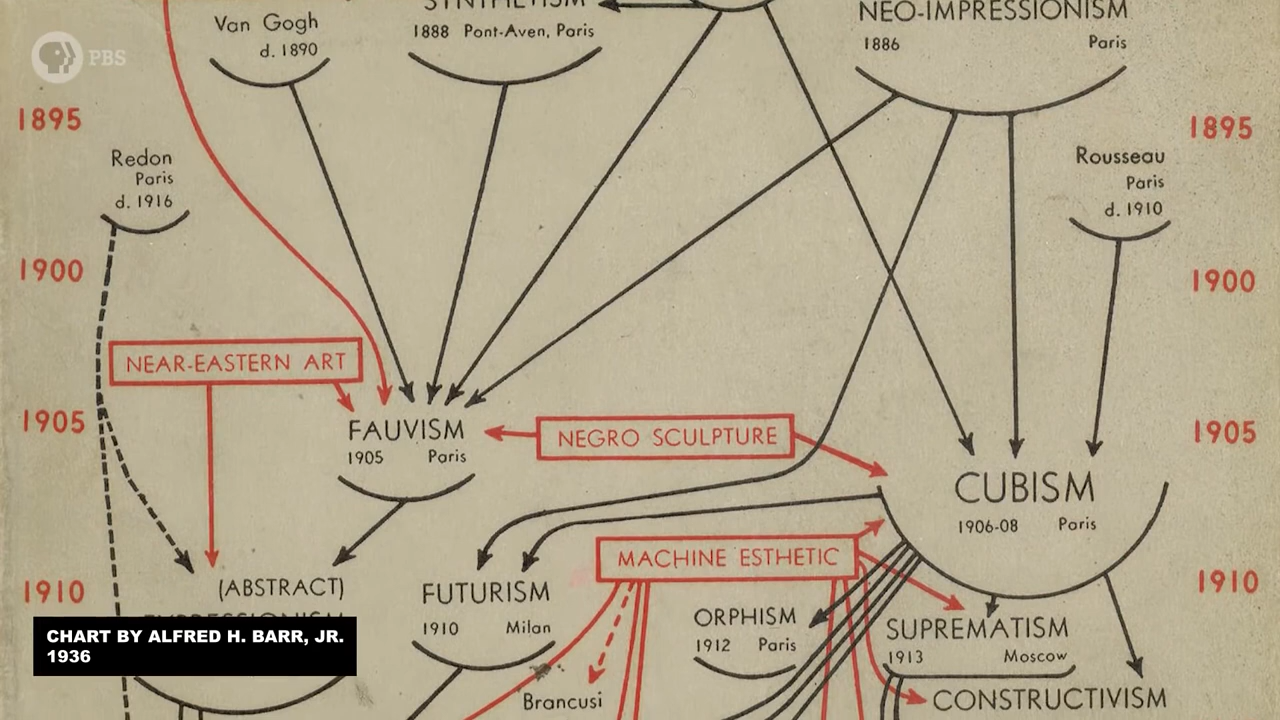 PBS
Van Gogh
d. 1890
SYNTHETISM
1888 Pont-Aven, Paris
NEO-IMPRESSIONISM
1886 Paris
1895
1895
Redon
Paris
d. 1916
Rousseau
Paris
d. 1910
1900
1900
NEAR-EASTERN ART
1905
1905
FAUVISM
1905 Paris
NEGRO SCULPTURE
CUBISM
1906-08 Paris
MACHINE ESTHETIC
1910
1910
(ABSTRACT)
EXPRESSIONISM
FUTURISM
1910 Milan
ORPHISM
1912 Paris
SUPREMATISM
1913 Moscow
Brancusi
CONSTRUCTIVISM
CHART BY ALFRED H. BARR, JR.
1936